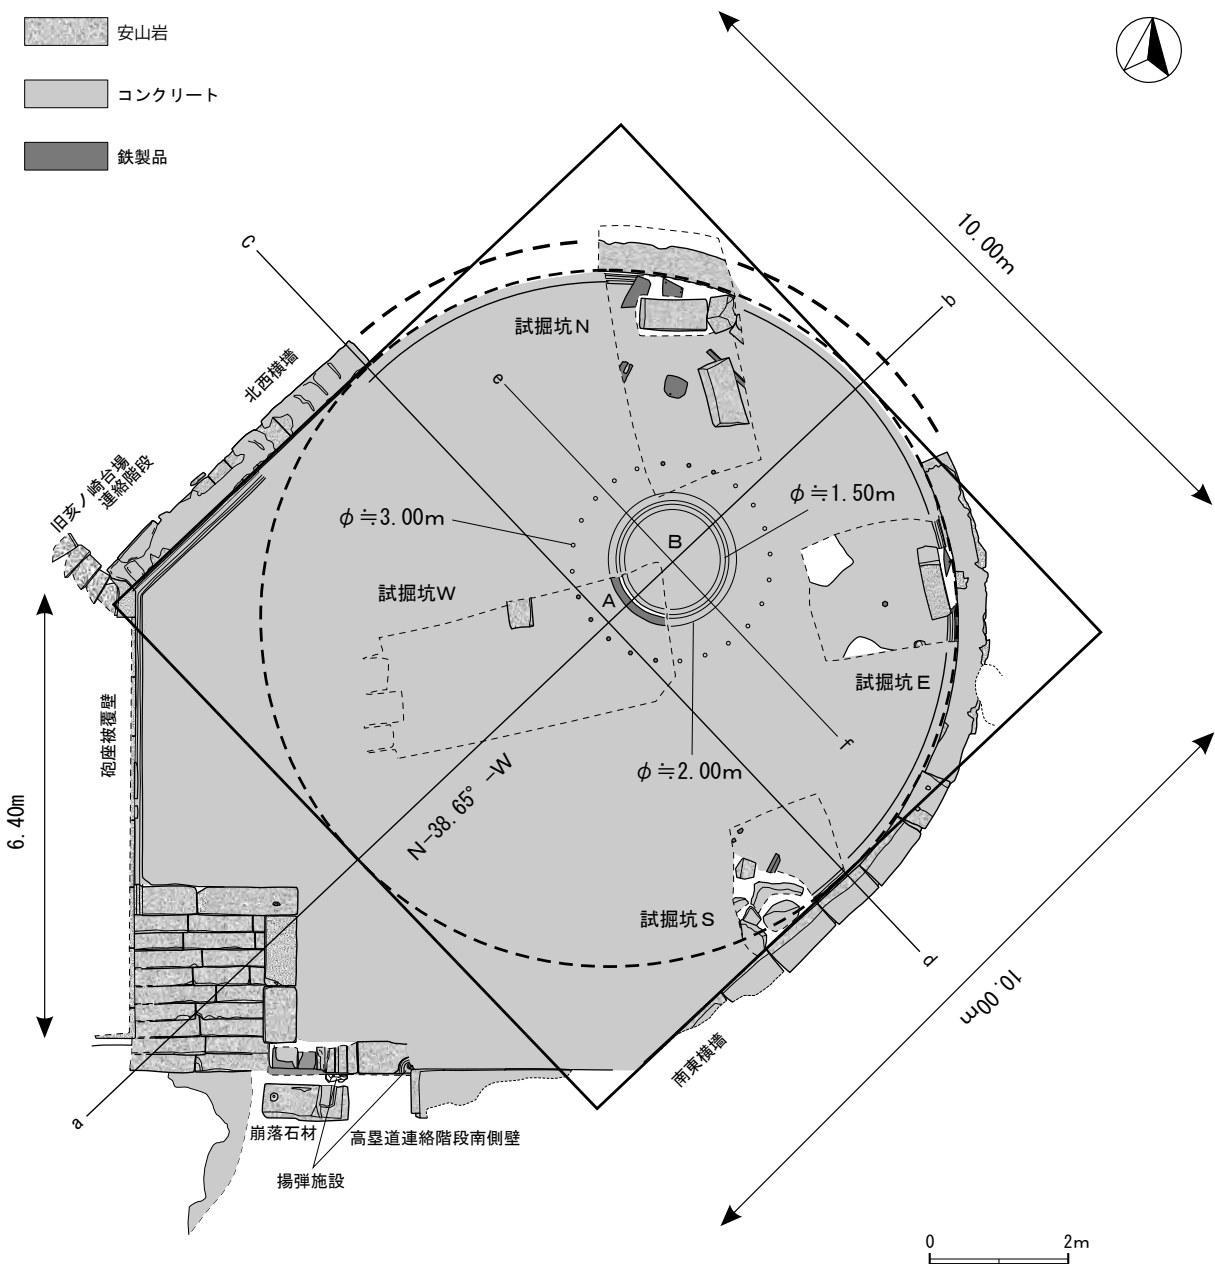 安山岩
コンクリート
鉄製品
10.00m
C
b
試掘坑N
e
北西横墻
旧亥ノ崎台場
連絡階段
φ≒1.50m
φ≒3.00m
B
A
試掘坑W
試掘坑E
砲座被覆壁
f
φ≒2.00m
N-38.65°-W
6.40m
試掘坑S
d
10.00m
南東横墻
a
崩落石材
高塁道連絡階段南側壁
揚弾施設
0 2m